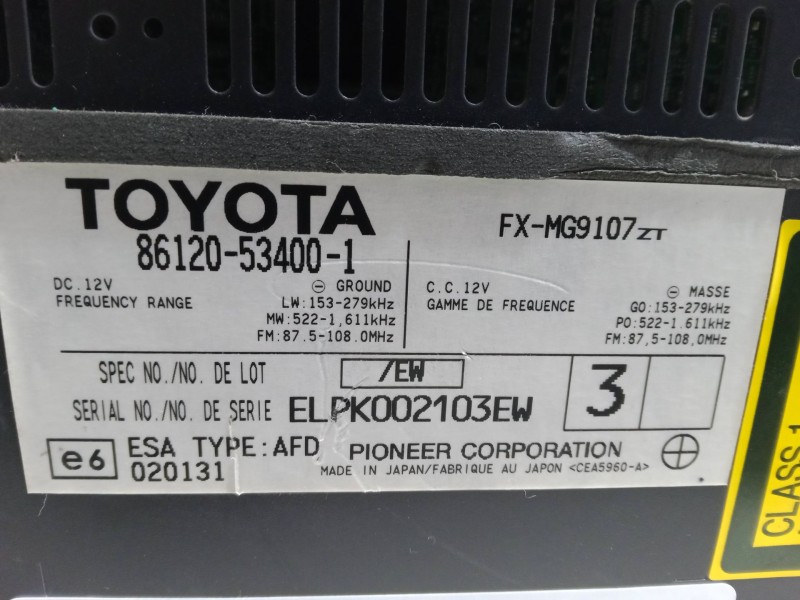 TOYOTA
86120-53400-1
FX-MG9107ZT
DC.12V ⊖ GROUND
FREQUENCY RANGE LW:153-279kHz
MW:522-1,611kHz
FM:87.5-108.0MHz
C.C.12V ⊖ MASSE
GAMME DE FREQUENCE GO:153-279kHz
PO:522-1.611kHz
FM:87,5-108,0MHz
SPEC NO./NO. DE LOT /EW
SERIAL NO./NO. DE SERIE ELPK002103EW
3
e6
ESA TYPE:AFD
020131
PIONEER CORPORATION
MADE IN JAPAN/FABRIQUE AU JAPON <CEA5960-A>
CLASS 1